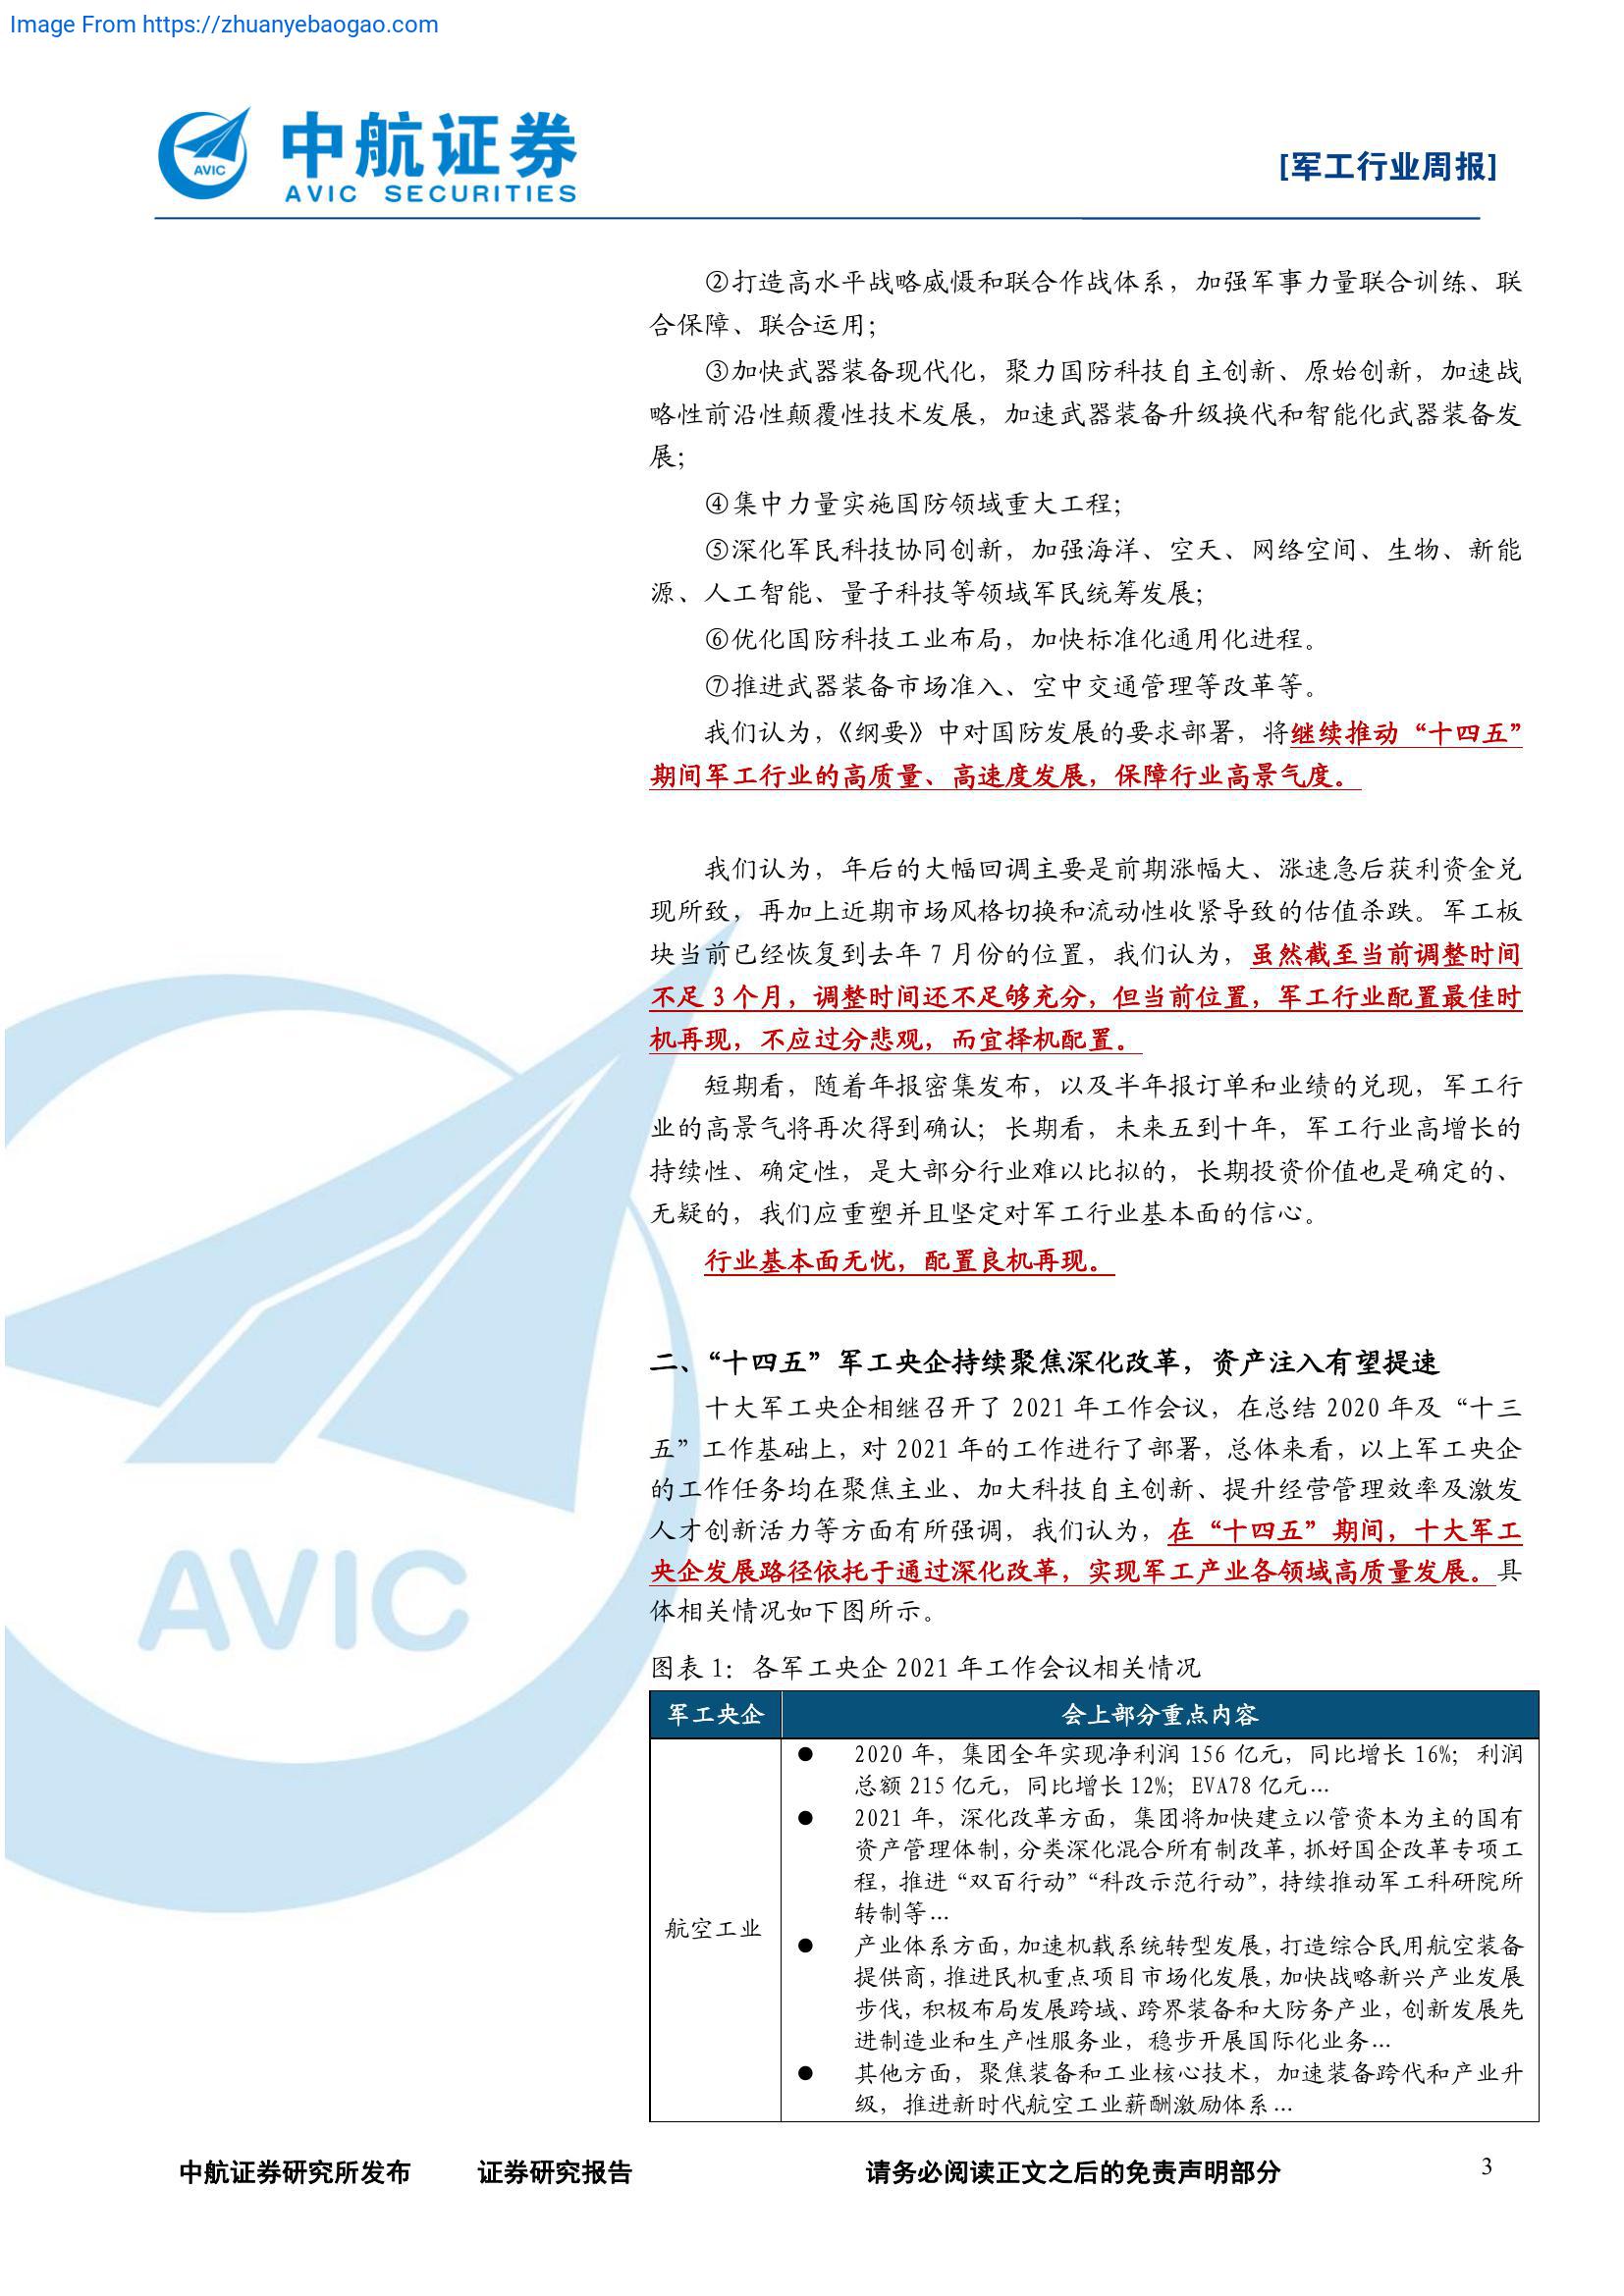 Image From https://zhuanyebaogao.com
中航证券
AVIC SECURITIES
AVIC
[军工行业周报]
②打造高水平战略威慑和联合作战体系，加强军事力量联合训练、联
合保障、联合运用；
③加快武器装备现代化，聚力国防科技自主创新、原始创新，加速战
略性前沿性颠覆性技术发展，加速武器装备升级换代和智能化武器装备发
展；
④集中力量实施国防领域重大工程；
⑤深化军民科技协同创新，加强海洋、空天、网络空间、生物、新能
源、人工智能、量子科技等领域军民统筹发展；
⑥优化国防科技工业布局，加快标准化通用化进程。
⑦推进武器装备市场准入、空中交通管理等改革等。
我们认为，《纲要》中对国防发展的要求部署，将继续推动“十四五”
期间军工行业的高质量、高速度发展，保障行业高景气度。
我们认为，年后的大幅回调主要是前期涨幅大、涨速急后获利资金兑
现所致，再加上近期市场风格切换和流动性收紧导致的估值杀跌。军工板
块当前已经恢复到去年 7 月份的位置，我们认为，虽然截至当前调整时间
不足 3 个月，调整时间还不足够充分，但当前位置，军工行业配置最佳时
机再现，不应过分悲观，而宜择机配置。
短期看，随着年报密集发布，以及半年报订单和业绩的兑现，军工行
业的高景气将再次得到确认；长期看，未来五到十年，军工行业高增长的
持续性、确定性，是大部分行业难以比拟的，长期投资价值也是确定的、
无疑的，我们应重塑并且坚定对军工行业基本面的信心。
行业基本面无忧，配置良机再现。
二、“十四五”军工央企持续聚焦深化改革，资产注入有望提速
十大军工央企相继召开了 2021 年工作会议，在总结 2020 年及“十三
五”工作基础上，对 2021 年的工作进行了部署，总体来看，以上军工央企
的工作任务均在聚焦主业、加大科技自主创新、提升经营管理效率及激发
人才创新活力等方面有所强调，我们认为，在“十四五”期间，十大军工
央企发展路径依托于通过深化改革，实现军工产业各领域高质量发展。具
体相关情况如下图所示。
AVIC
图表 1：各军工央企 2021 年工作会议相关情况
军工央企 会上部分重点内容
航空工业
● 2020 年，集团全年实现净利润 156 亿元，同比增长 16%；利润
总额 215 亿元，同比增长 12%；EVA78 亿元…
● 2021 年，深化改革方面，集团将加快建立以管资本为主的国有
资产管理体制，分类深化混合所有制改革，抓好国企改革专项工
程，推进“双百行动”“科改示范行动”，持续推动军工科研院所
转制等…
● 产业体系方面，加速机载系统转型发展，打造综合民用航空装备
提供商，推进民机重点项目市场化发展，加快战略新兴产业发展
步伐，积极布局发展跨域、跨界装备和大防务产业，创新发展先
进制造业和生产性服务业，稳步开展国际化业务…
● 其他方面，聚焦装备和工业核心技术，加速装备跨代和产业升
级，推进新时代航空工业薪酬激励体系…
中航证券研究所发布 证券研究报告 请务必阅读正文之后的免责声明部分 3